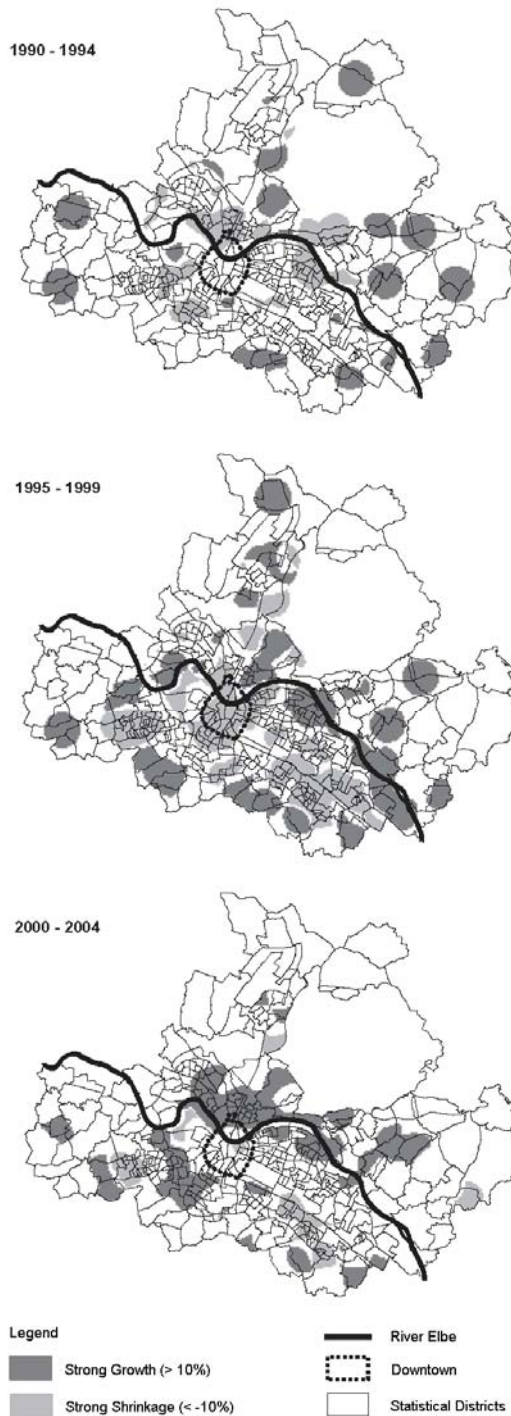 1990 - 1994
1995 - 1999
2000 - 2004
Legend
Strong Growth (> 10%)
Strong Shrinkage (< -10%)
River Elbe
Downtown
Statistical Districts